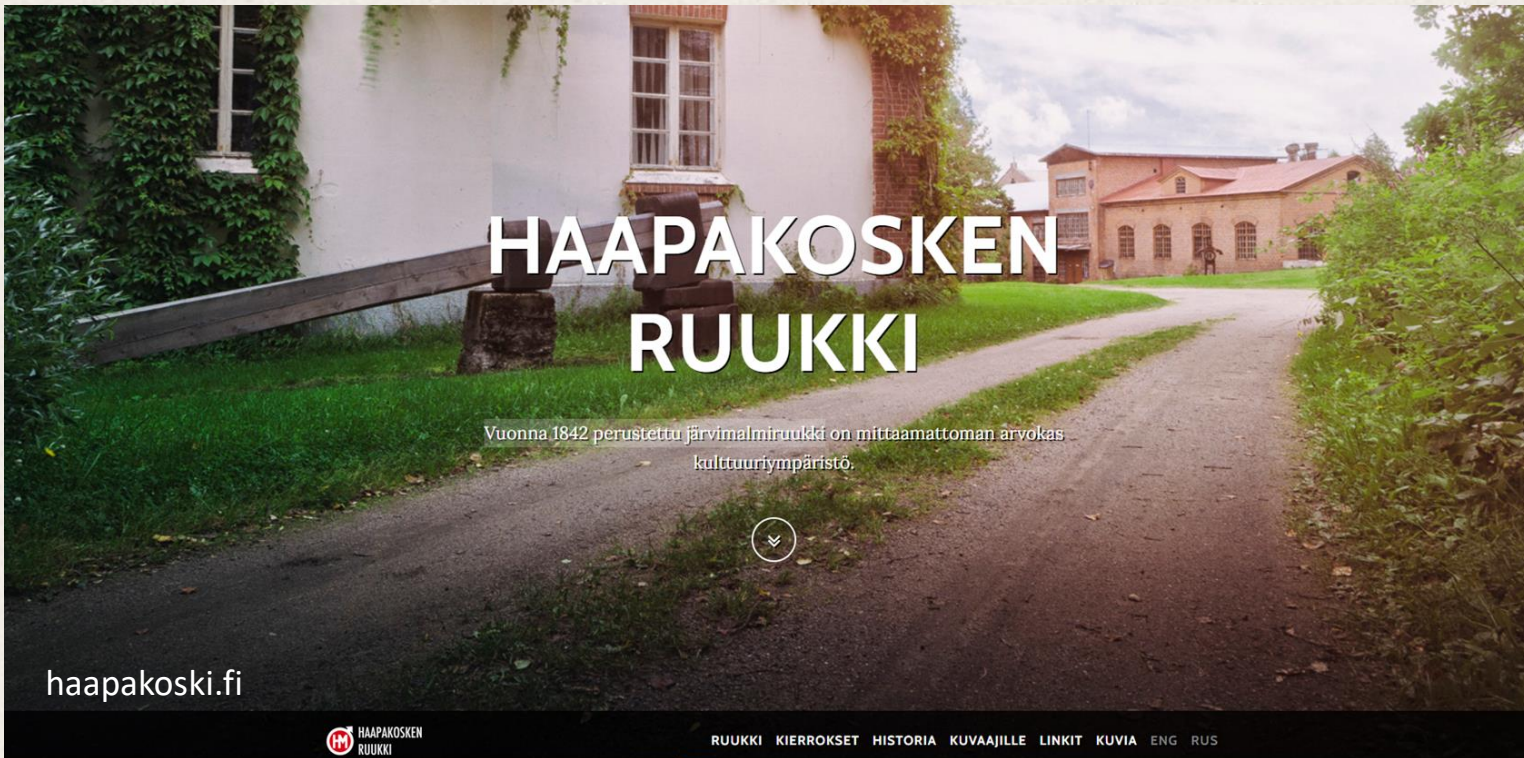 HAAPAKOSKEN
RUUKKI
Vuonna 1842 perustettu järvimalmiruukki on mittaamattoman arvokas
kulttuuriympäristö.
haapakoski.fi
HM
HAAPAKOSKEN
RUUKKI
RUUKKI KIERROKSET HISTORIA KUVAAJILLE LINKIT KUVIA ENG RUS